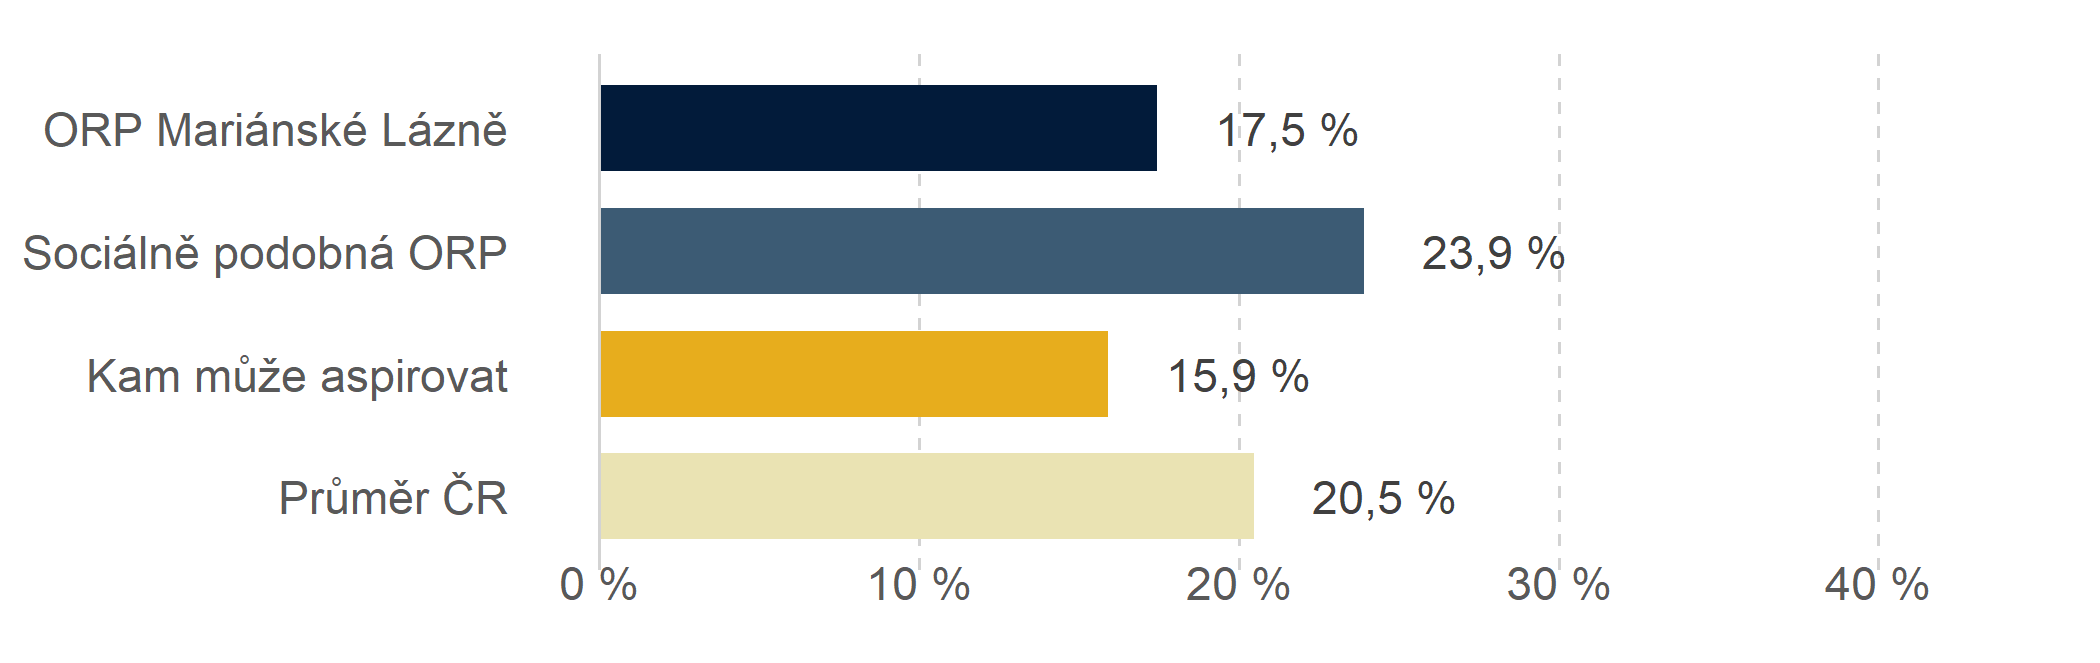 ORP Mariánské Lázně
17,5 %
Sociálně podobná ORP
23,9 %
Kam může aspirovat
15,9 %
Průměr ČR
20,5 %
0 %
10 %
20 %
30 %
40 %